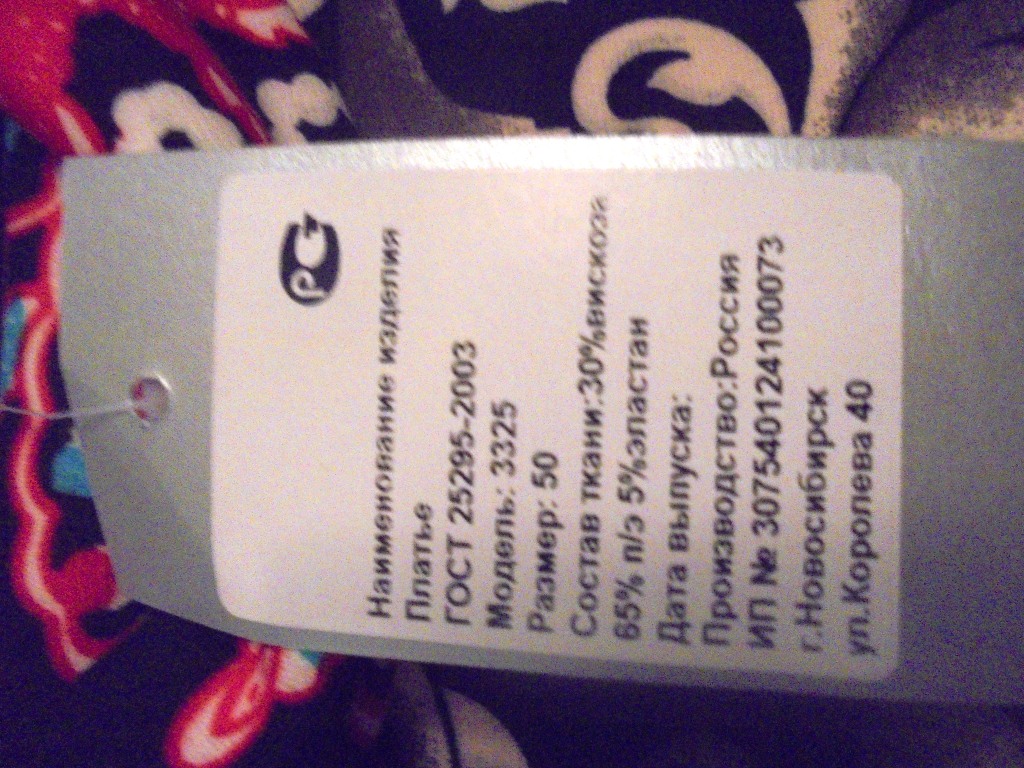 РСТ
Наименование изделия
Платье
ГОСТ 25295-2003
Модель: 3325
Размер: 50
Состав ткани:30%вискоза
65% п/э 5%эластан
Дата выпуска:
Производство:Россия
ИП № 307540124100073
г.Новосибирск
ул.Королева 40